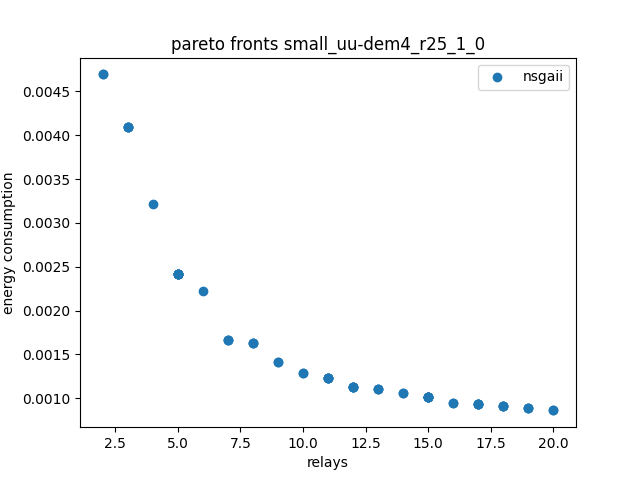 pareto fronts small_uu-dem4_r25_1_0
nsgaii
energy consumption
0.0045
0.0040
0.0035
0.0030
0.0025
0.0020
0.0015
0.0010
2.5 5.0 7.5 10.0 12.5 15.0 17.5 20.0
relays